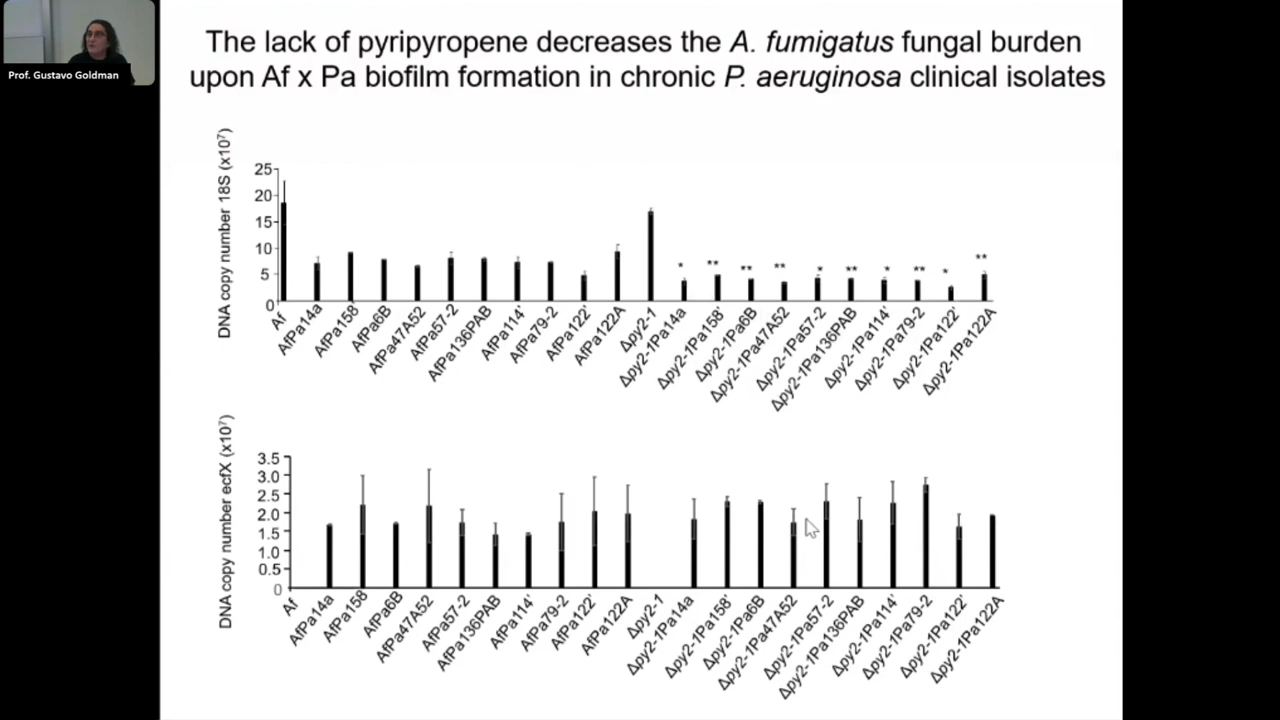 Prof. Gustavo Goldman
The lack of pyripyropene decreases the A. fumigatus fungal burden
upon Af x Pa biofilm formation in chronic P. aeruginosa clinical isolates
DNA copy number 18S (x10⁷)
25
20
15
10
5
0
* ** ** ** * ** * ** * **
Af
AfPa14a
AfPa158
AfPa6B
AfPa47A52
AfPa57-2
AfPa136PAB
AfPa114'
AfPa79-2
AfPa122'
AfPa122A
Δpy2-1
Δpy2-1Pa14a
Δpy2-1Pa158'
Δpy2-1Pa6B
Δpy2-1Pa47A52
Δpy2-1Pa57-2
Δpy2-1Pa136PAB
Δpy2-1Pa114'
Δpy2-1Pa79-2
Δpy2-1Pa122'
Δpy2-1Pa122A
DNA copy number ecfX (x10⁷)
3.5
3.0
2.5
2.0
1.5
1.0
0.5
0
Af
AfPa14a
AfPa158
AfPa6B
AfPa47A52
AfPa57-2
AfPa136PAB
AfPa114'
AfPa79-2
AfPa122'
AfPa122A
Δpy2-1
Δpy2-1Pa14a
Δpy2-1Pa158'
Δpy2-1Pa6B
Δpy2-1Pa47A52
Δpy2-1Pa57-2
Δpy2-1Pa136PAB
Δpy2-1Pa114'
Δpy2-1Pa79-2
Δpy2-1Pa122'
Δpy2-1Pa122A